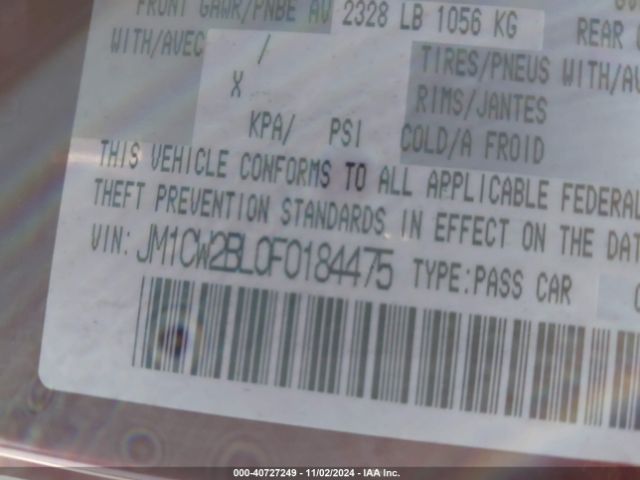 FRONT GAWR/PNBE AV 2328 LB 1056 KG
REAR
WITH/AVEC /
TIRES/PNEUS WITH/AV
X
RIMS/JANTES
KPA/ PSI COLD/A FROID
THIS VEHICLE CONFORMS TO ALL APPLICABLE FEDERAL
THEFT PREVENTION STANDARDS IN EFFECT ON THE DAT
VIN: JM1CW2BL0F0184475 TYPE:PASS CAR
000-40727249 - 11/02/2024 - IAA Inc.